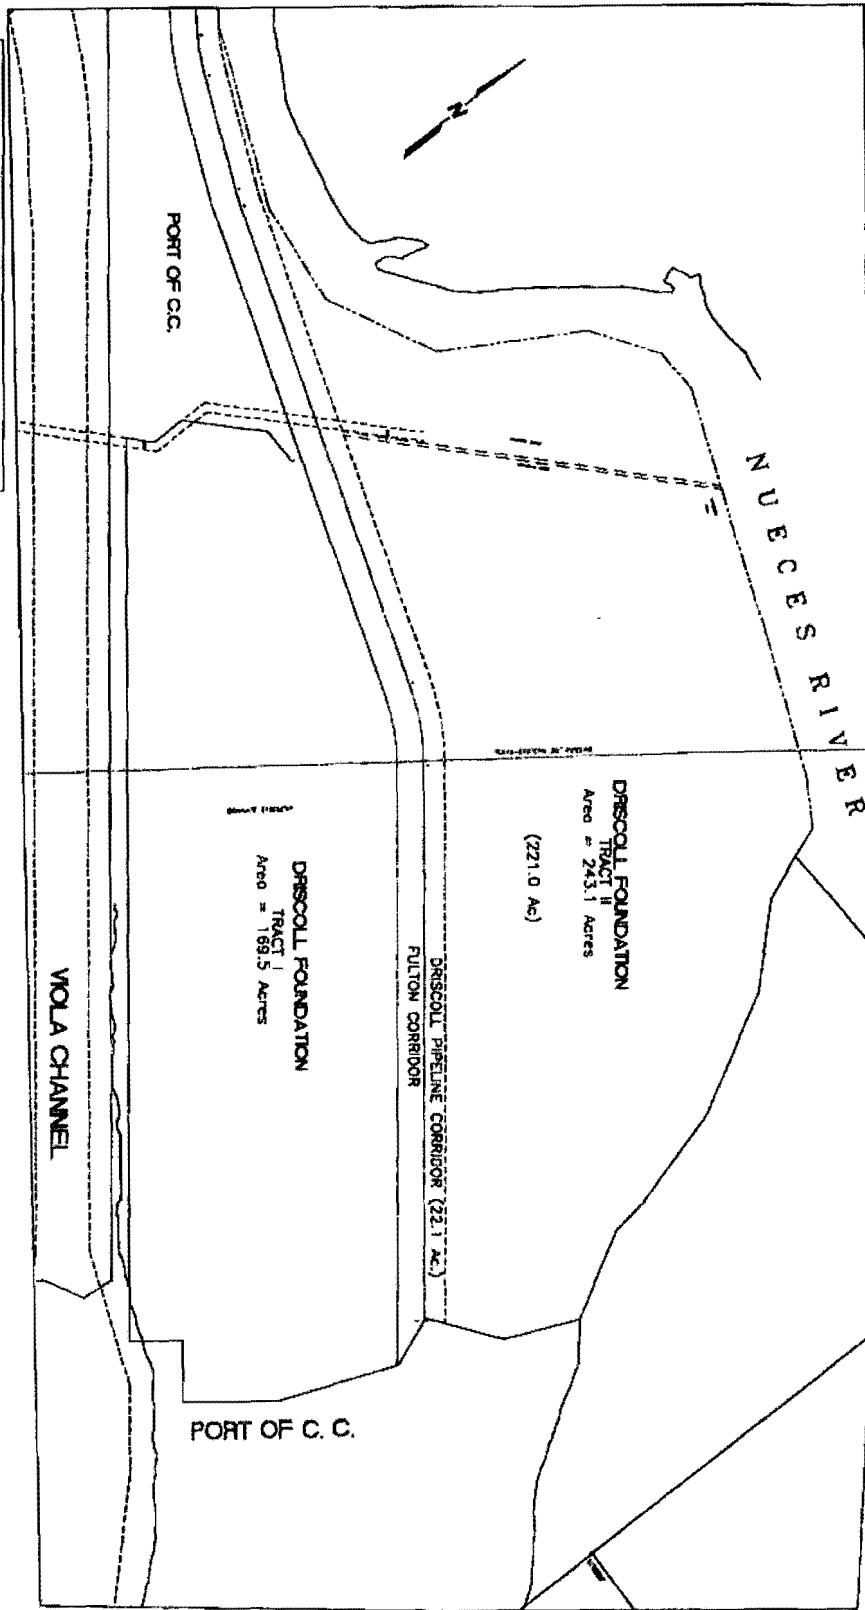 N
PORT OF C.C.
NUECES RIVER
DRISCOLL FOUNDATION
TRACT II
Area = 243.1 Acres
(221.0 Ac)
DRISCOLL PIPELINE CORRIDOR (22.1 Ac.)
FULTON CORRIDOR
DRISCOLL FOUNDATION
TRACT I
Area = 169.5 Acres
VIOLA CHANNEL
PORT OF C. C.